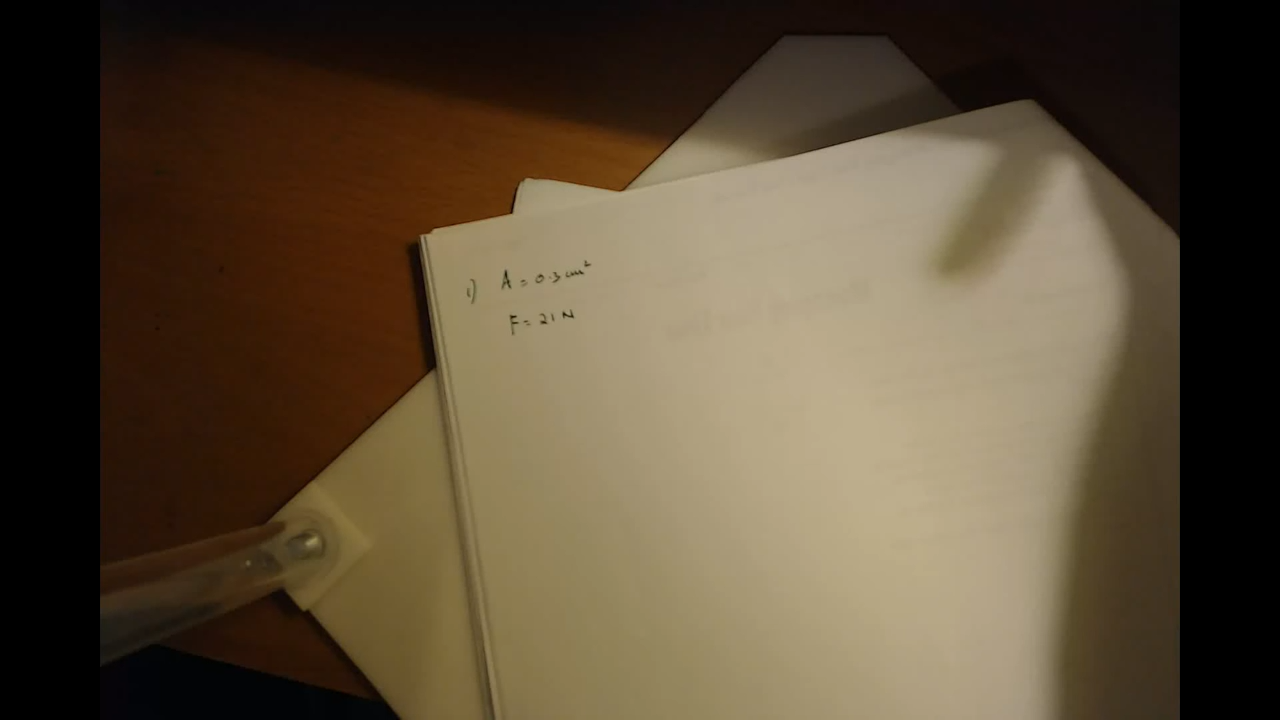 1) A = 0.3 cm²
F = 21 N